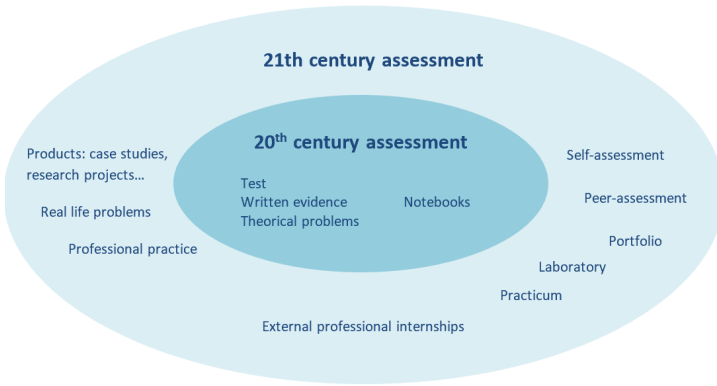 21th century assessment
20th century assessment
Products: case studies,
research projects…
Real life problems
Professional practice
Test
Written evidence
Theorical problems
Notebooks
Self-assessment
Peer-assessment
Portfolio
Laboratory
Practicum
External professional internships